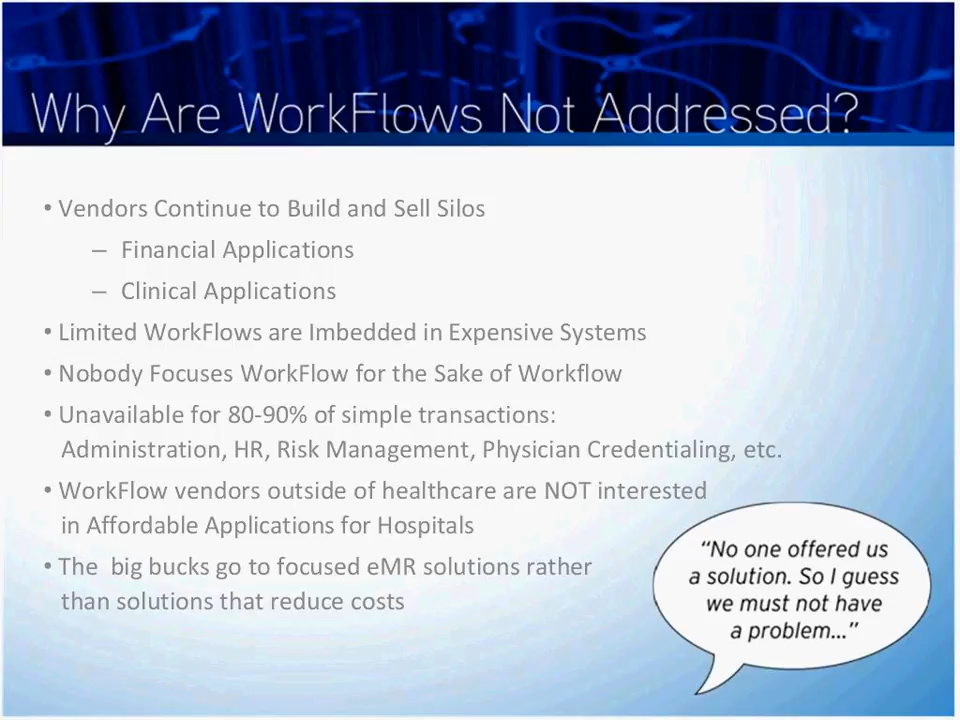 Why Are WorkFlows Not Addressed?
• Vendors Continue to Build and Sell Silos
– Financial Applications
– Clinical Applications
• Limited WorkFlows are Imbedded in Expensive Systems
• Nobody Focuses WorkFlow for the Sake of Workflow
• Unavailable for 80-90% of simple transactions:
Administration, HR, Risk Management, Physician Credentialing, etc.
• WorkFlow vendors outside of healthcare are NOT interested
in Affordable Applications for Hospitals
• The big bucks go to focused eMR solutions rather
than solutions that reduce costs
“No one offered us
a solution. So I guess
we must not have
a problem...”